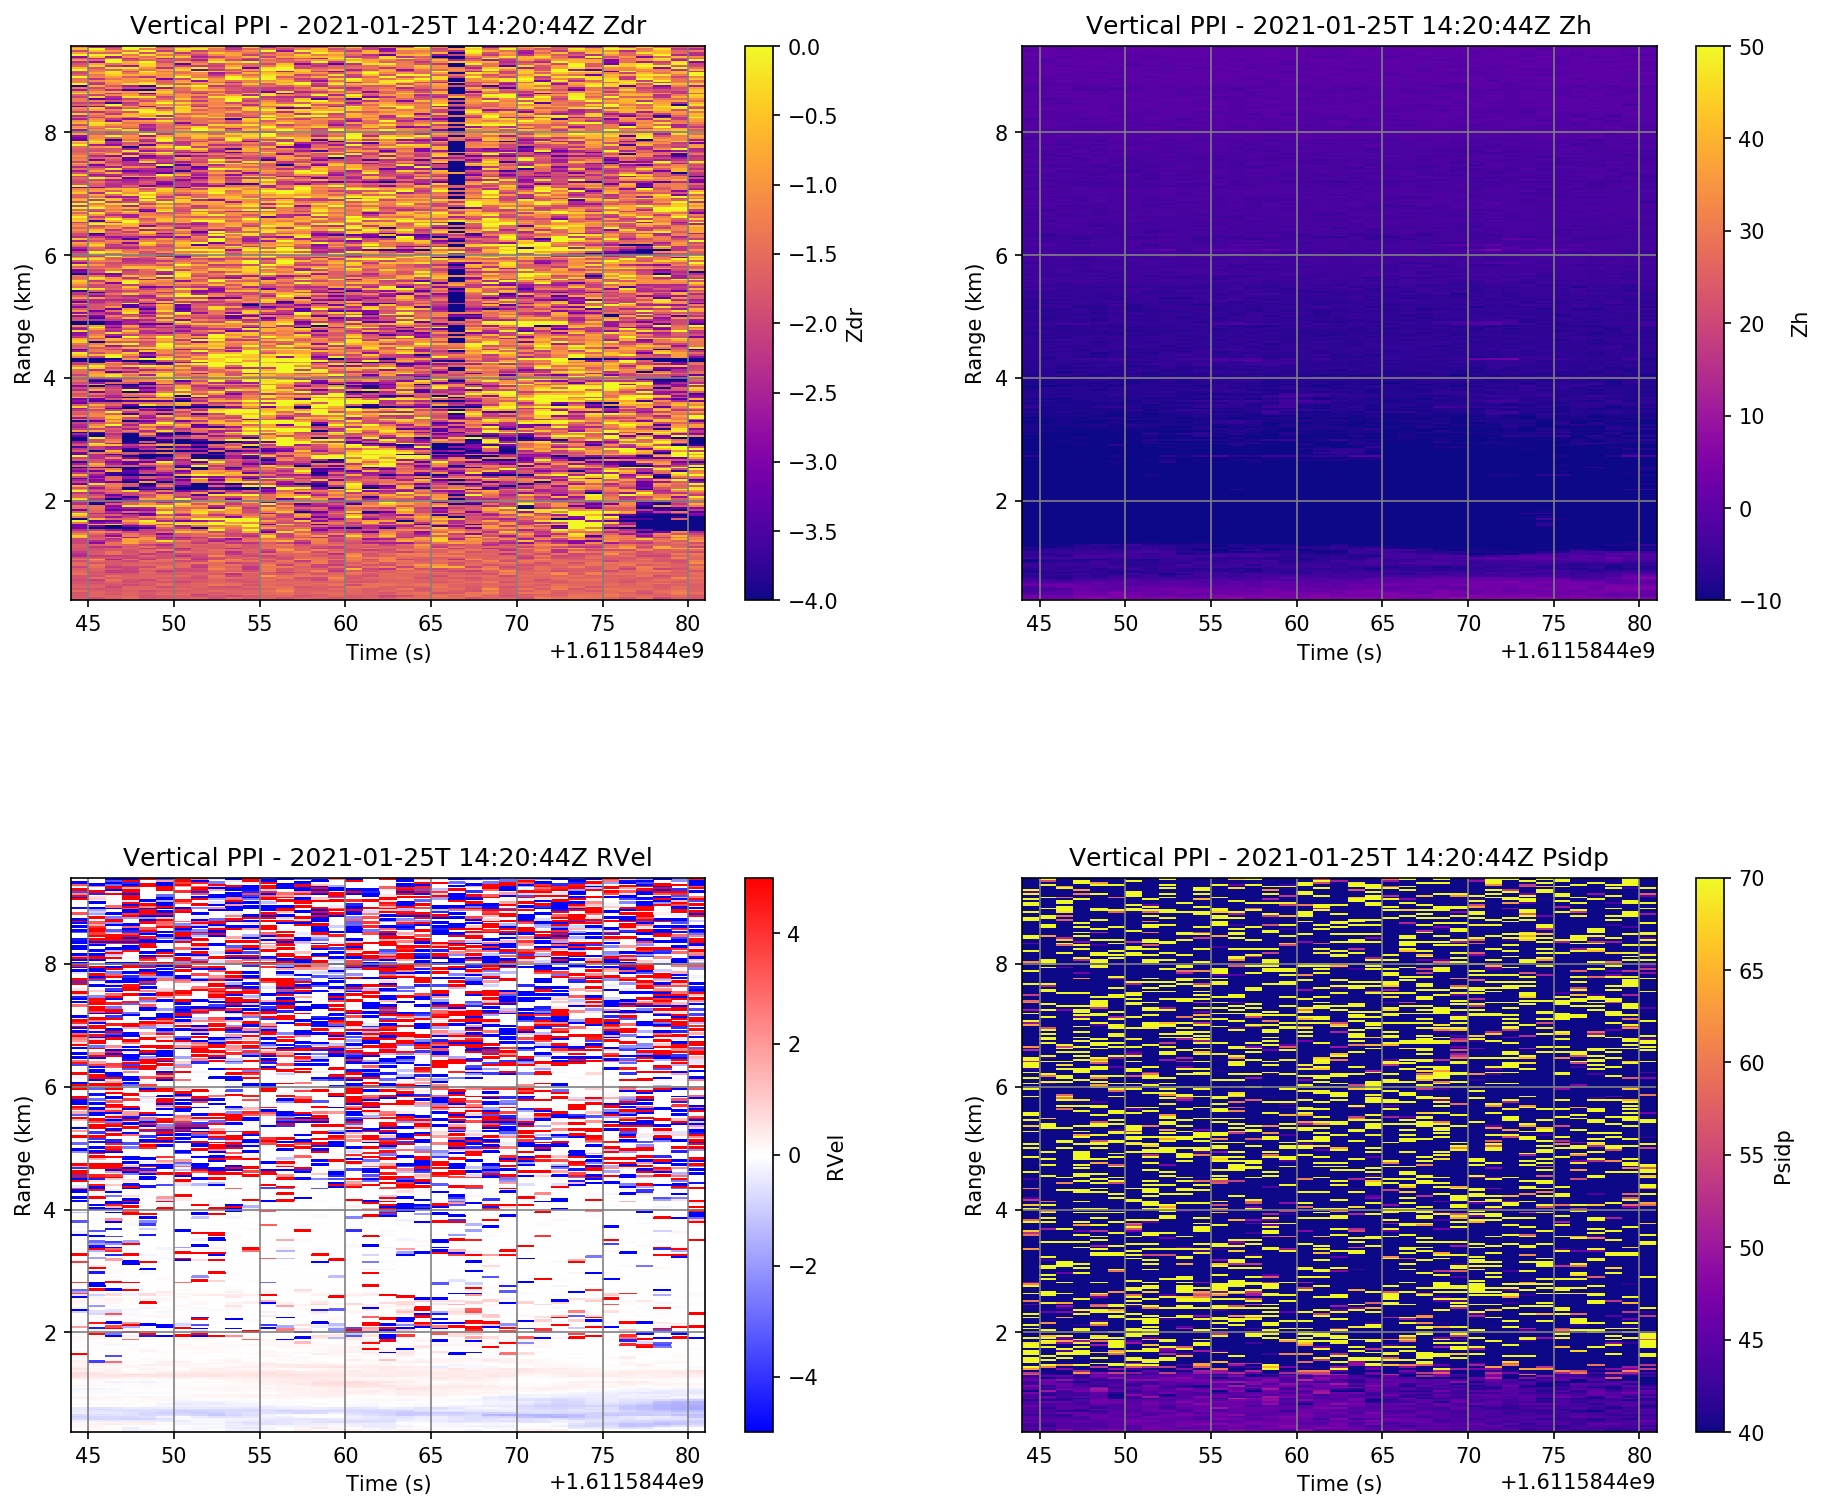 Vertical PPI - 2021-01-25T 14:20:44Z Zdr
8
6
4
2
Range (km)
45 50 55 60 65 70 75 80
Time (s)
+1.6115844e9
0.0
−0.5
−1.0
−1.5
−2.0
−2.5
−3.0
−3.5
−4.0
Zdr
Vertical PPI - 2021-01-25T 14:20:44Z Zh
8
6
4
2
Range (km)
45 50 55 60 65 70 75 80
Time (s)
+1.6115844e9
50
40
30
20
10
0
−10
Zh
Vertical PPI - 2021-01-25T 14:20:44Z RVel
8
6
4
2
Range (km)
45 50 55 60 65 70 75 80
Time (s)
+1.6115844e9
4
2
0
−2
−4
RVel
Vertical PPI - 2021-01-25T 14:20:44Z Psidp
8
6
4
2
Range (km)
45 50 55 60 65 70 75 80
Time (s)
+1.6115844e9
70
65
60
55
50
45
40
Psidp